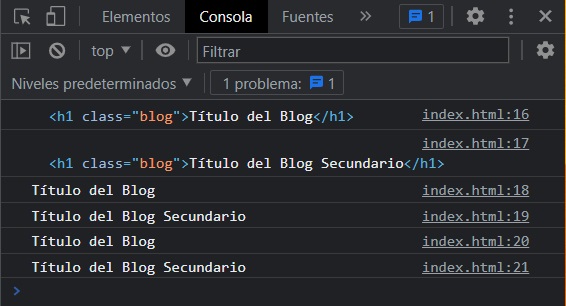 Elementos Consola Fuentes 1
top Filtrar
Niveles predeterminados 1 problema: 1
<h1 class="blog">Título del Blog</h1> index.html:16
index.html:17
<h1 class="blog">Título del Blog Secundario</h1>
Título del Blog index.html:18
Título del Blog Secundario index.html:19
Título del Blog index.html:20
Título del Blog Secundario index.html:21